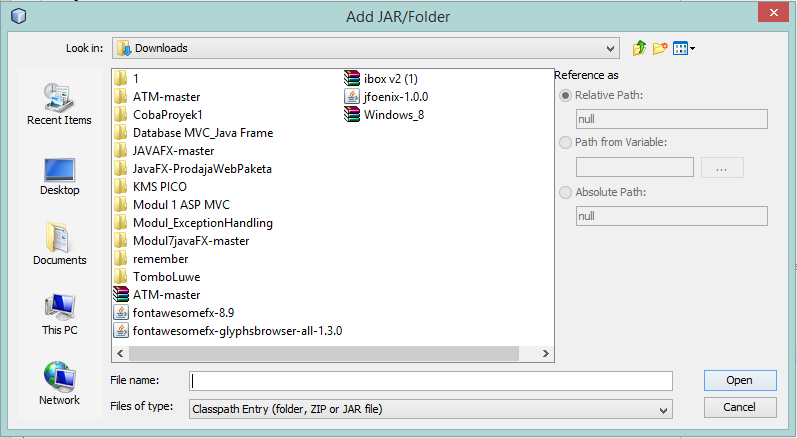 Add JAR/Folder
Look in:
Downloads
Recent Items
Desktop
Documents
This PC
Network
1
ATM-master
CobaProyek1
Database MVC_Java Frame
JAVAFX-master
JavaFX-ProdajaWebPaketa
KMS PICO
Modul 1 ASP MVC
Modul_ExceptionHandling
Modul7javaFX-master
remember
TomboLuwe
ATM-master
fontawesomefx-8.9
fontawesomefx-glyphsbrowser-all-1.3.0
ibox v2 (1)
jfoenix-1.0.0
Windows_8
Reference as
Relative Path:
null
Path from Variable:
...
Absolute Path:
null
File name:
Open
Files of type:
Classpath Entry (folder, ZIP or JAR file)
Cancel